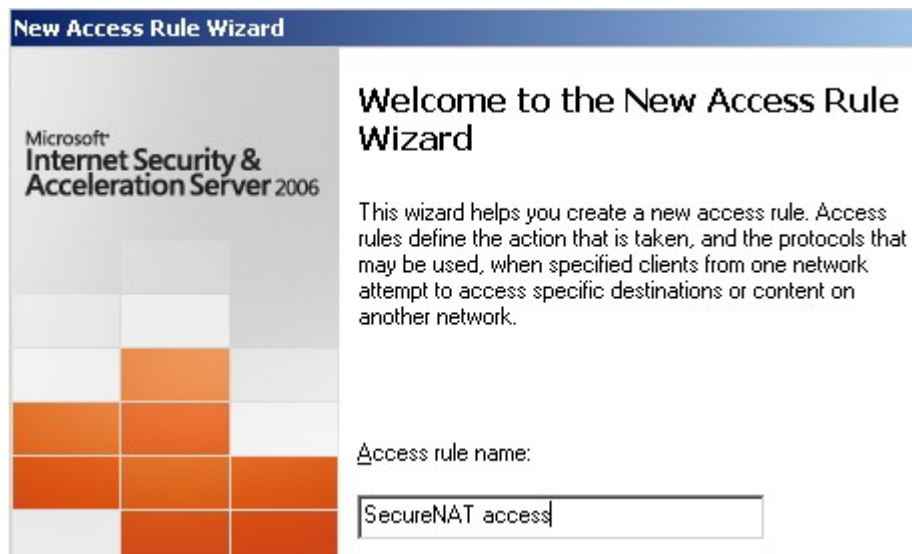 New Access Rule Wizard
Microsoft
Internet Security &
Acceleration Server 2006
Welcome to the New Access Rule
Wizard
This wizard helps you create a new access rule. Access
rules define the action that is taken, and the protocols that
may be used, when specified clients from one network
attempt to access specific destinations or content on
another network.
Access rule name:
SecureNAT access